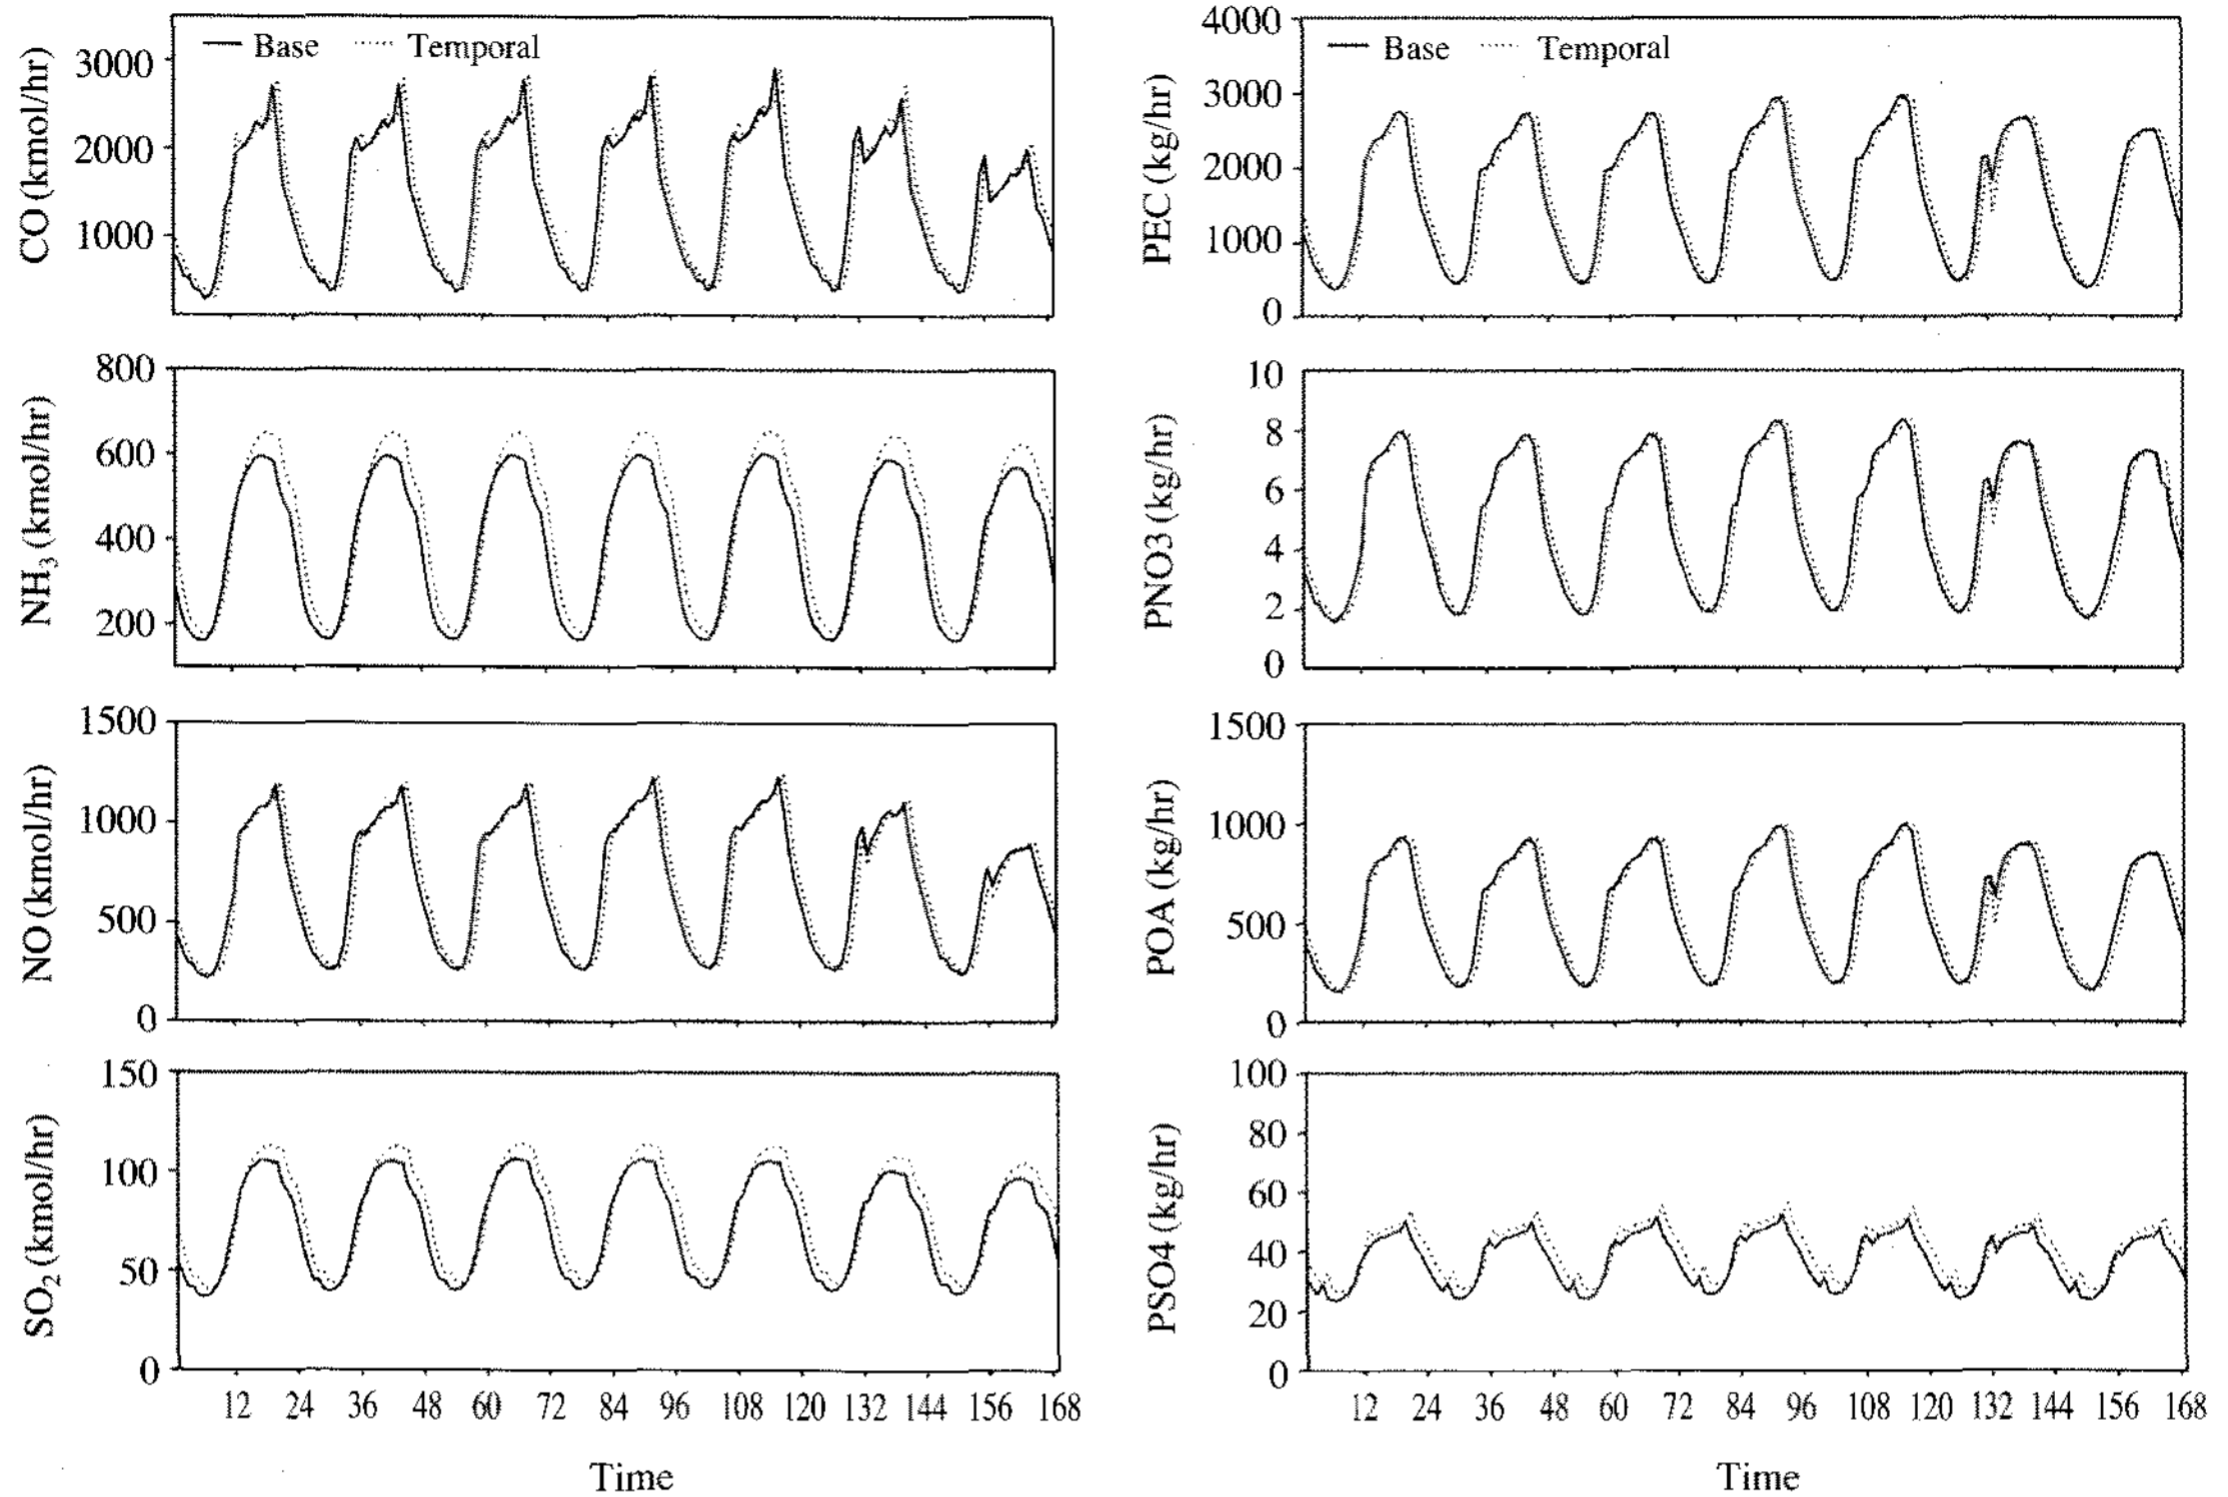 Base Temporal
CO (kmol/hr)
3000
2000
1000
NH3 (kmol/hr)
800
600
400
200
NO (kmol/hr)
1500
1000
500
0
SO2 (kmol/hr)
150
100
50
0
12 24 36 48 60 72 84 96 108 120 132 144 156 168
Time
Base Temporal
PEC (kg/hr)
4000
3000
2000
1000
0
PNO3 (kg/hr)
10
8
6
4
2
0
POA (kg/hr)
1500
1000
500
0
PSO4 (kg/hr)
100
80
60
40
20
0
12 24 36 48 60 72 84 96 108 120 132 144 156 168
Time